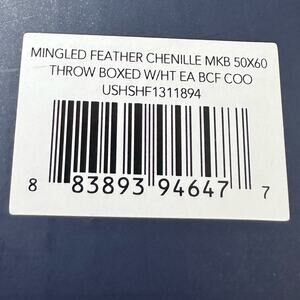 MINGLED FEATHER CHENILLE MKB 50X60
THROW BOXED W/HT EA BCF COO
USHSHF1311894
8 83893 94647 7